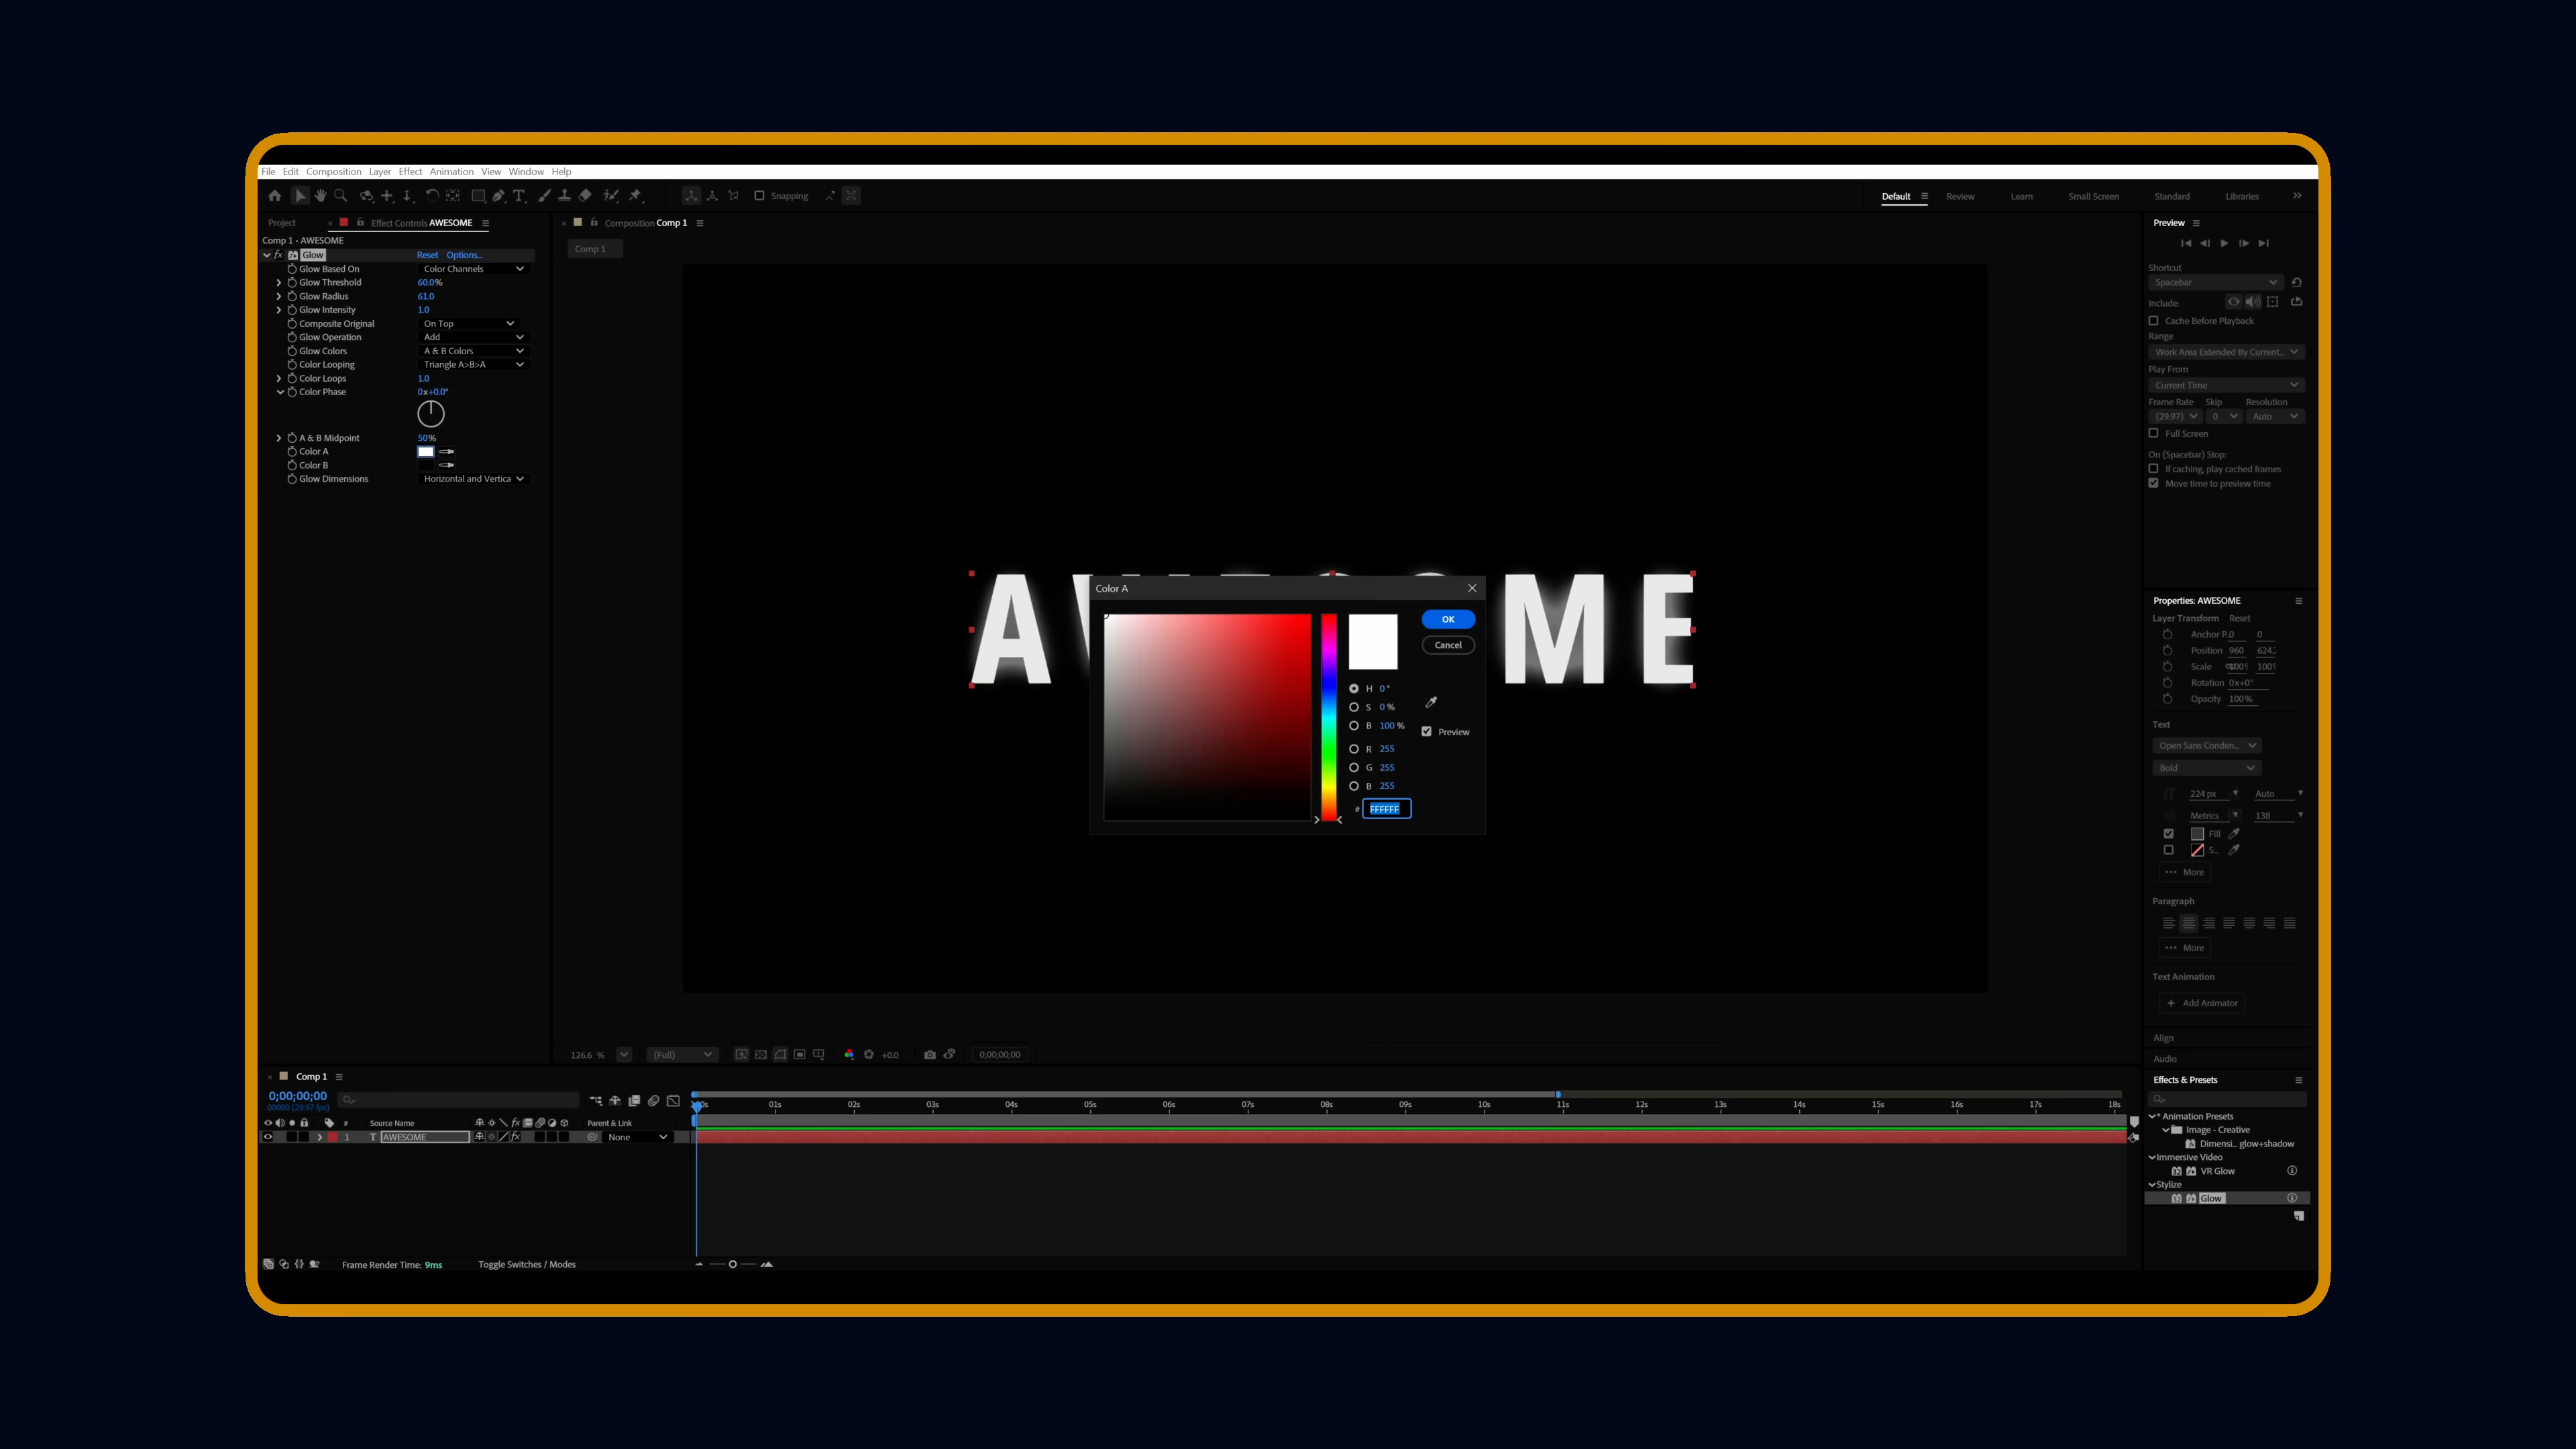 File Edit Composition Layer Effect Animation View Window Help
Snapping
Default Review Learn Small Screen Standard Libraries
Project Effect Controls AWESOME
Comp 1 • AWESOME
fx Glow Reset Options...
Glow Based On Color Channels
Glow Threshold 60.0%
Glow Radius 61.0
Glow Intensity 1.0
Composite Original On Top
Glow Operation Add
Glow Colors A & B Colors
Color Looping Triangle A>B>A
Color Loops 1.0
Color Phase 0x+0.0°
A & B Midpoint 50%
Color A
Color B
Glow Dimensions Horizontal and Vertica
Composition Comp 1
Comp 1
Color A
OK
Cancel
H 0°
S 0 %
B 100 %
Preview
R 255
G 255
B 255
# FFFFFF
126.6 % (Full) +0.0 0;00;00;00
Preview
Shortcut
Spacebar
Include:
Cache Before Playback
Range
Work Area Extended By Current...
Play From
Current Time
Frame Rate Skip Resolution
(29.97) 0 Auto
Full Screen
On (Spacebar) Stop:
If caching, play cached frames
Move time to preview time
Properties: AWESOME
Layer Transform Reset
Anchor P. 0 0
Position 960 624.
Scale 100 100
Rotation 0x+0°
Opacity 100%
Text
Open Sans Conden...
Bold
224 px Auto
Metrics 138
Fill
S...
More
Paragraph
More
Text Animation
+ Add Animator
Align
Audio
Effects & Presets
* Animation Presets
Image - Creative
Dimensi... glow+shadow
Immersive Video
VR Glow
Stylize
Glow
Comp 1
0;00;00;00
00000 (29.97 fps)
01s 02s 03s 04s 05s 06s 07s 08s 09s 10s 11s 12s 13s 14s 15s 16s 17s 18s
# Source Name fx Parent & Link
1 T AWESOME fx None
Frame Render Time: 9ms Toggle Switches / Modes